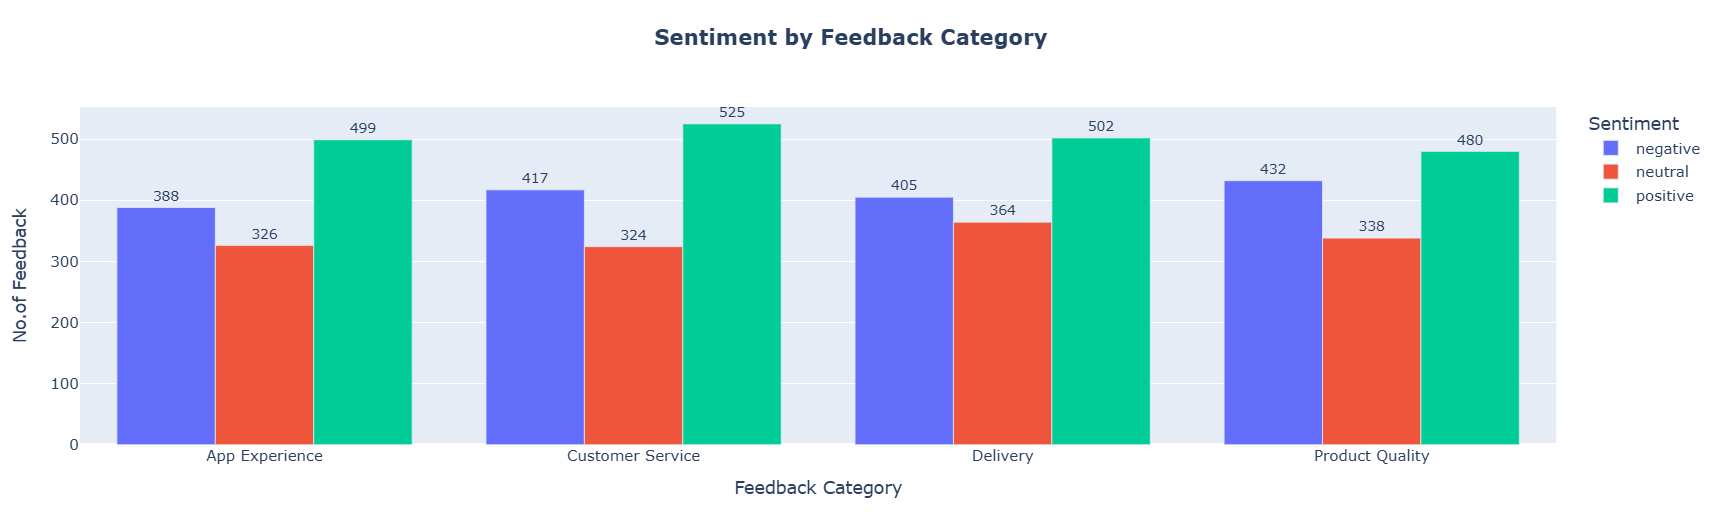 Sentiment by Feedback Category
Sentiment
negative
neutral
positive
No.of Feedback
500
400
300
200
100
0
388
326
499
417
324
525
405
364
502
432
338
480
App Experience
Customer Service
Delivery
Product Quality
Feedback Category